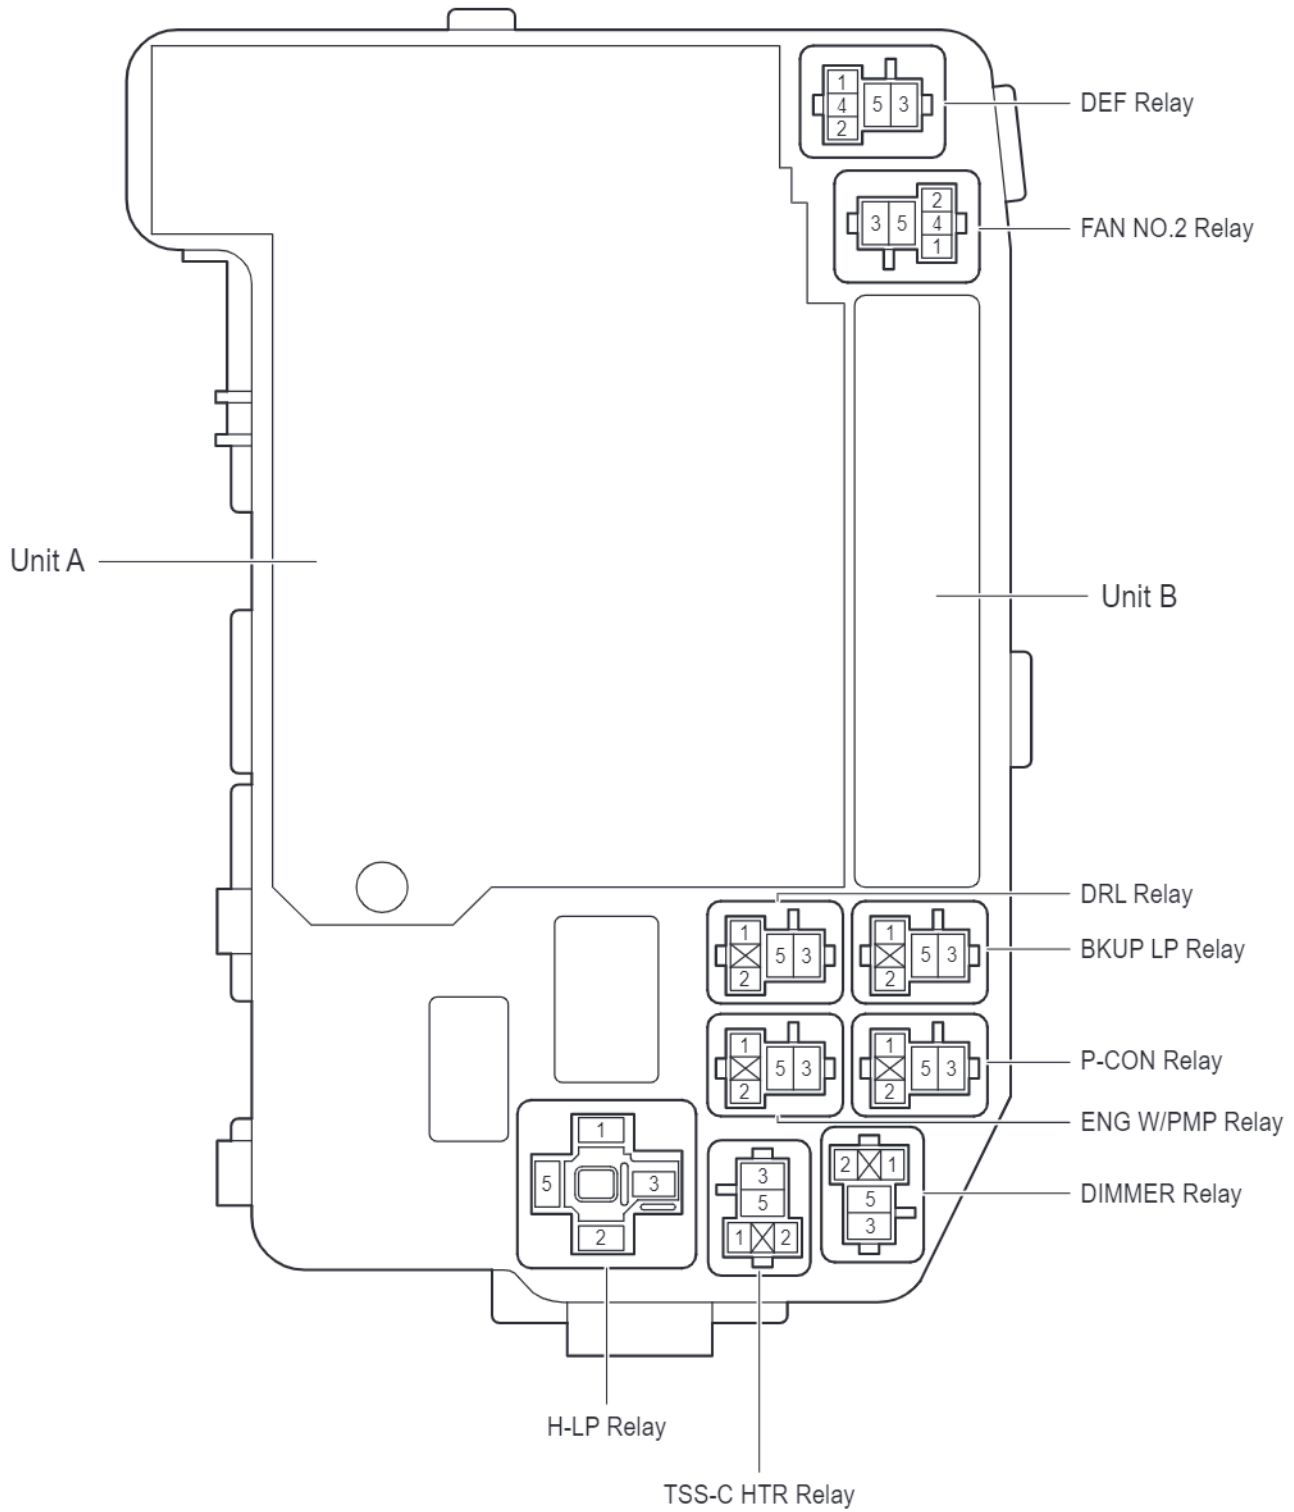 1
4
2
5 3
DEF Relay
2
3 5 4
1
FAN NO.2 Relay
Unit A
Unit B
DRL Relay
1
5 3
2
1
5 3
2
BKUP LP Relay
1
5 3
2
1
5 3
2
P-CON Relay
ENG W/PMP Relay
1
5 3
2
3
5
1 2
2 1
5
3
DIMMER Relay
H-LP Relay
TSS-C HTR Relay